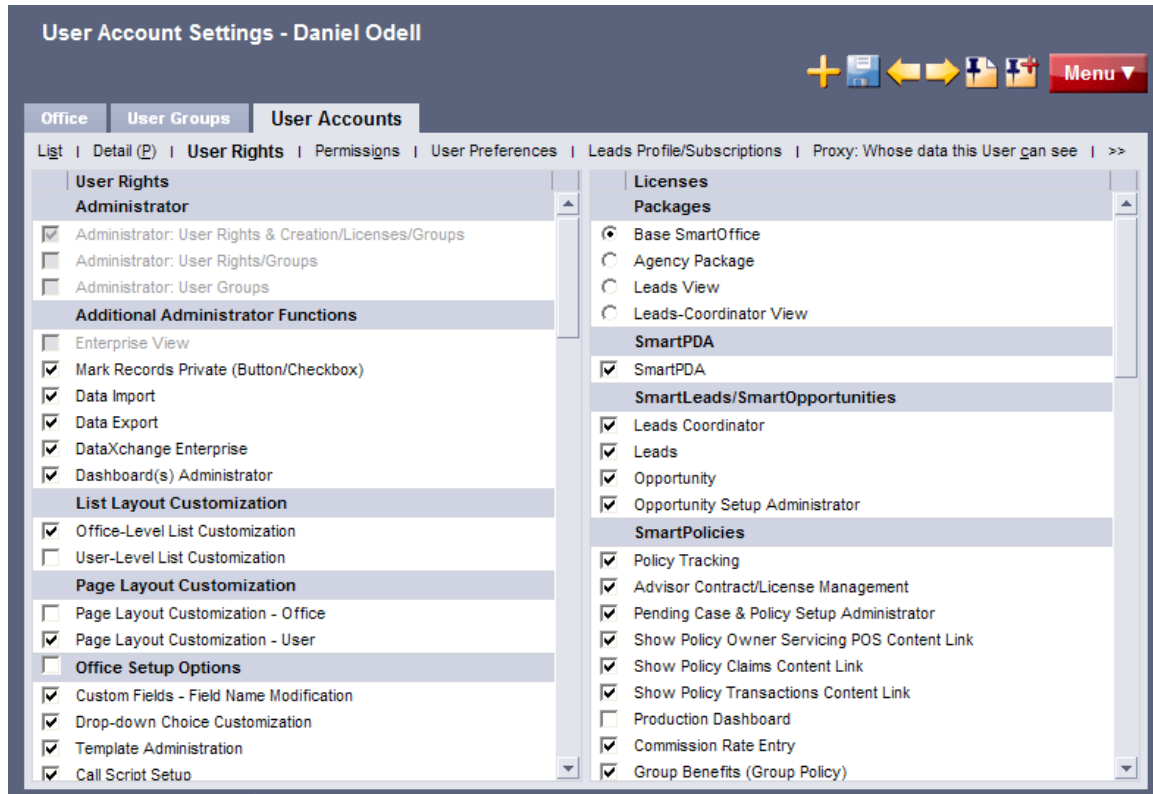 User Account Settings - Daniel Odell
Menu ▼
Office User Groups User Accounts
List | Detail (P) | User Rights | Permissions | User Preferences | Leads Profile/Subscriptions | Proxy: Whose data this User can see | >>
User Rights
Administrator
Administrator: User Rights & Creation/Licenses/Groups
Administrator: User Rights/Groups
Administrator: User Groups
Additional Administrator Functions
Enterprise View
Mark Records Private (Button/Checkbox)
Data Import
Data Export
DataXchange Enterprise
Dashboard(s) Administrator
List Layout Customization
Office-Level List Customization
User-Level List Customization
Page Layout Customization
Page Layout Customization - Office
Page Layout Customization - User
Office Setup Options
Custom Fields - Field Name Modification
Drop-down Choice Customization
Template Administration
Call Script Setup
Licenses
Packages
Base SmartOffice
Agency Package
Leads View
Leads-Coordinator View
SmartPDA
SmartPDA
SmartLeads/SmartOpportunities
Leads Coordinator
Leads
Opportunity
Opportunity Setup Administrator
SmartPolicies
Policy Tracking
Advisor Contract/License Management
Pending Case & Policy Setup Administrator
Show Policy Owner Servicing POS Content Link
Show Policy Claims Content Link
Show Policy Transactions Content Link
Production Dashboard
Commission Rate Entry
Group Benefits (Group Policy)